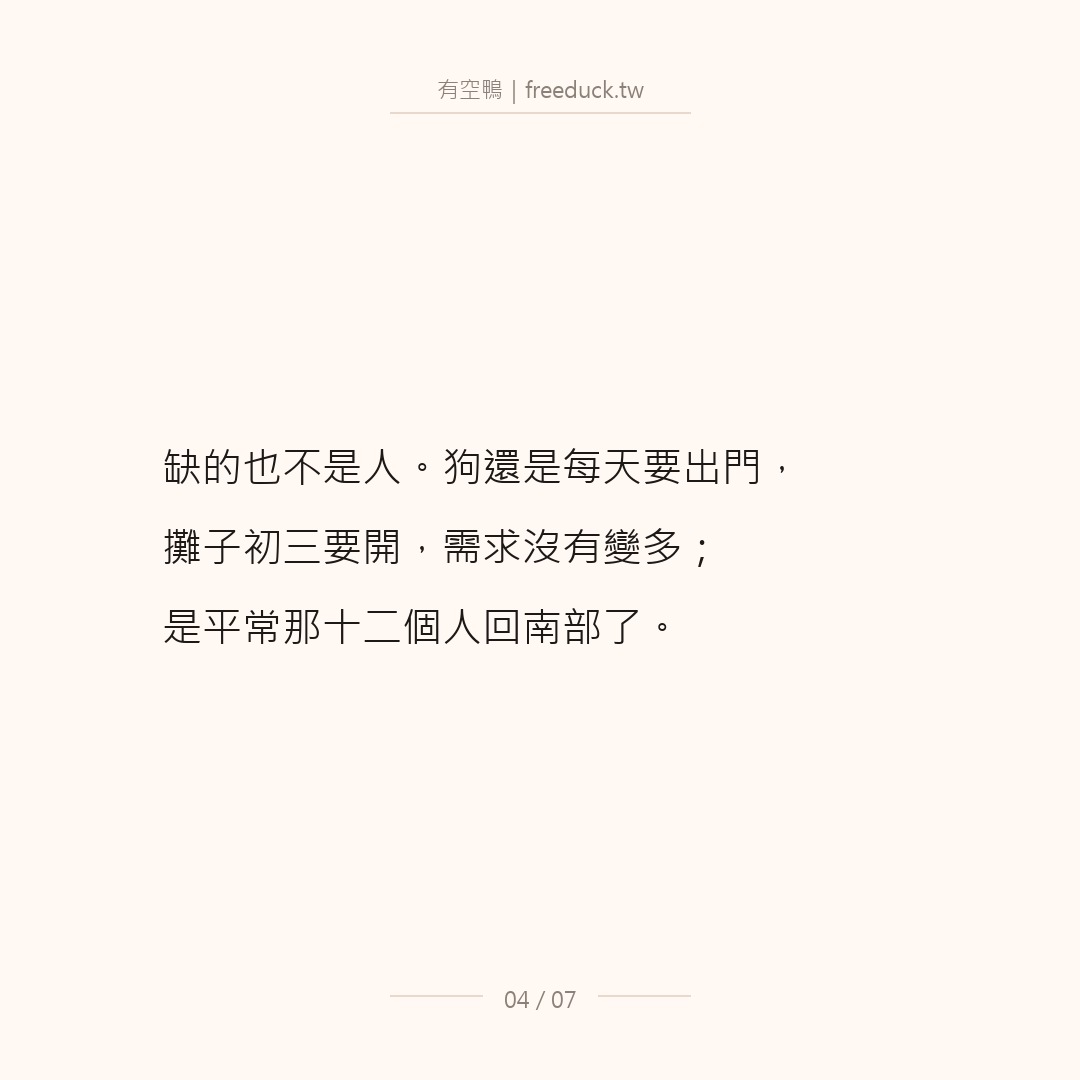 有空鴨 | freeduck.tw
缺的也不是人。狗還是每天要出門，
攤子初三要開，需求沒有變多；
是平常那十二個人回南部了。
04 / 07